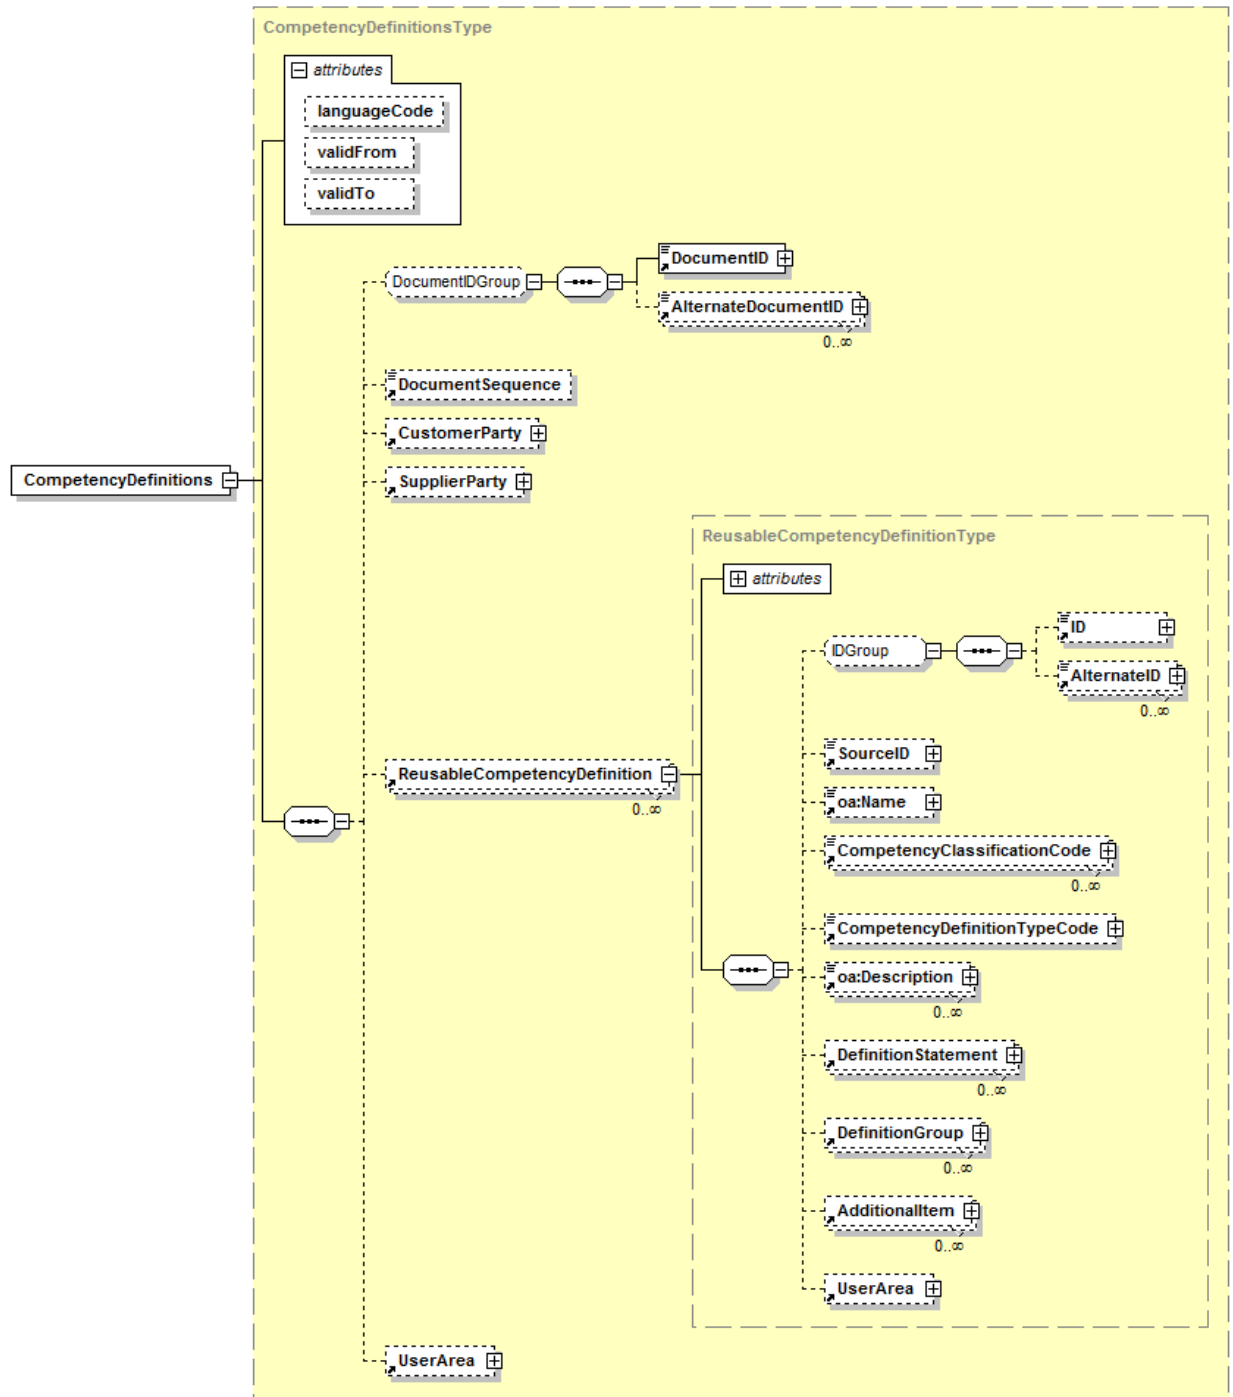 CompetencyDefinitionsType
attributes
languageCode
validFrom
validTo
DocumentIDGroup
DocumentID
AlternateDocumentID
0..∞
DocumentSequence
CustomerParty
SupplierParty
CompetencyDefinitions
ReusableCompetencyDefinitionType
attributes
IDGroup
ID
AlternateID
0..∞
ReusableCompetencyDefinition
0..∞
SourceID
oa:Name
CompetencyClassificationCode
0..∞
CompetencyDefinitionTypeCode
oa:Description
0..∞
DefinitionStatement
0..∞
DefinitionGroup
0..∞
AdditionalItem
0..∞
UserArea
UserArea